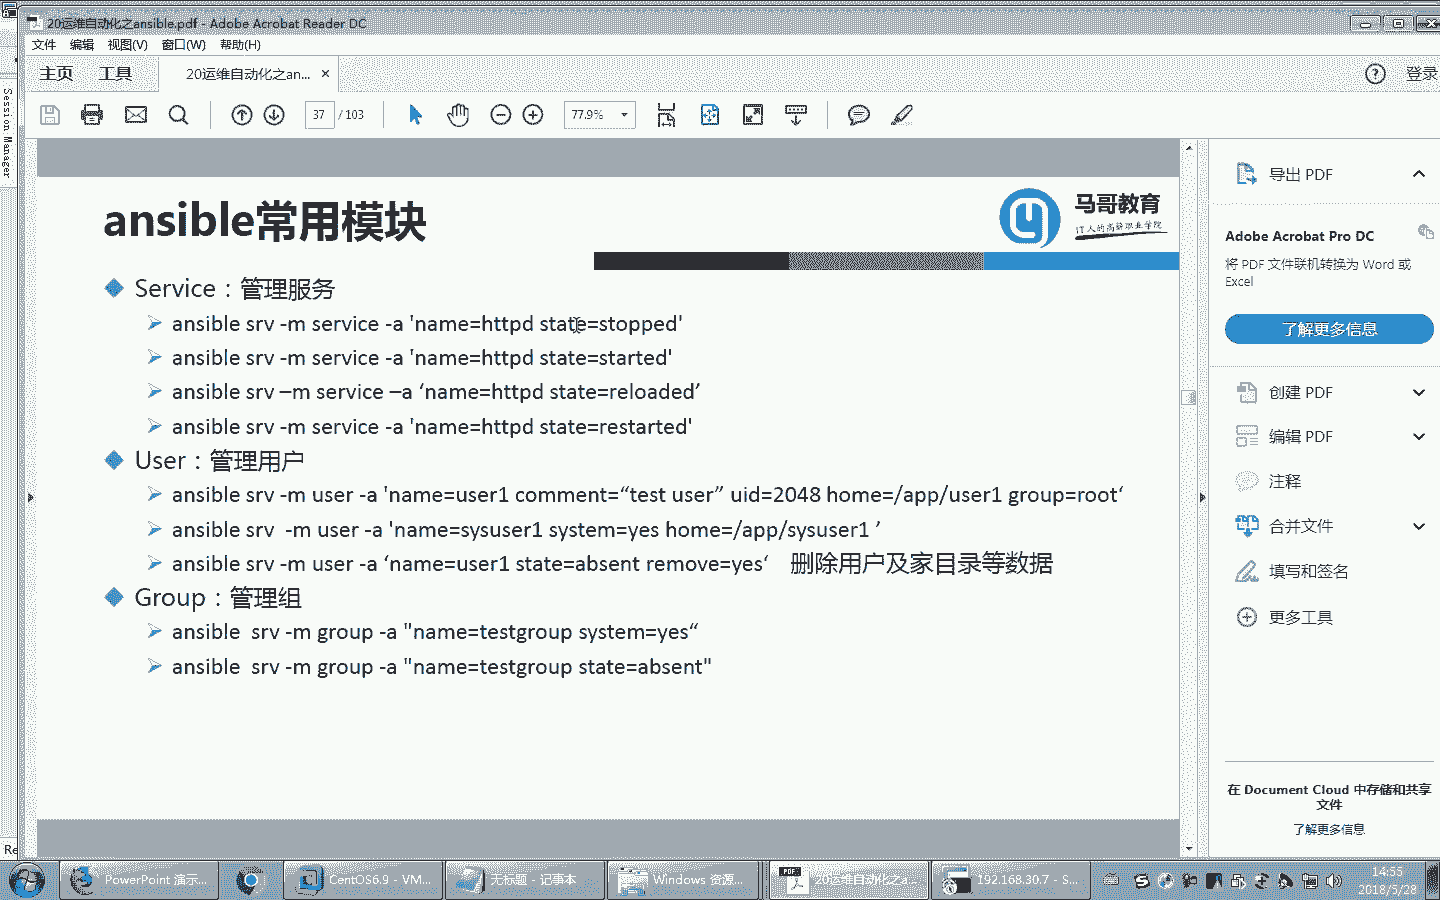 20运维自动化之ansible.pdf - Adobe Acrobat Reader DC
文件 编辑 视图(V) 窗口(W) 帮助(H)
主页 工具 20运维自动化之an... × 登录
37 / 103 77.9%
Session Manager
ansible常用模块
马哥教育
IT人的高薪职业学院
Service：管理服务
ansible srv -m service -a 'name=httpd state=stopped'
ansible srv -m service -a 'name=httpd state=started'
ansible srv –m service –a ‘name=httpd state=reloaded’
ansible srv -m service -a 'name=httpd state=restarted'
User：管理用户
ansible srv -m user -a 'name=user1 comment=“test user” uid=2048 home=/app/user1 group=root‘
ansible srv -m user -a 'name=sysuser1 system=yes home=/app/sysuser1 ’
ansible srv -m user -a ‘name=user1 state=absent remove=yes‘ 删除用户及家目录等数据
Group：管理组
ansible srv -m group -a "name=testgroup system=yes“
ansible srv -m group -a "name=testgroup state=absent"
导出 PDF
Adobe Acrobat Pro DC
将 PDF 文件联机转换为 Word 或
Excel
了解更多信息
创建 PDF
编辑 PDF
注释
合并文件
填写和签名
更多工具
在 Document Cloud 中存储和共享
文件
了解更多信息
Re
PowerPoint 演示... CentOS6.9 - VM... 无标题 - 记事本 Windows 资源... 20运维自动化之a... 192.168.30.7 - S...
14:55
2018/5/28